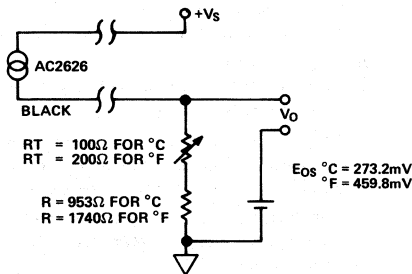 +VS
AC2626
BLACK
VO
RT = 100Ω FOR °C
RT = 200Ω FOR °F
EOS °C = 273.2mV
°F = 459.8mV
R = 953Ω FOR °C
R = 1740Ω FOR °F